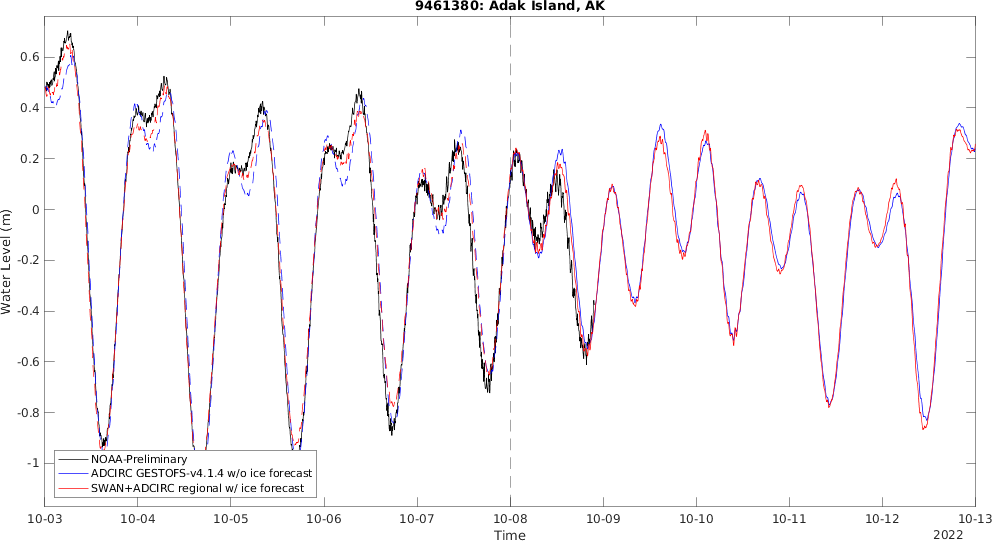 9461380: Adak Island, AK
Water Level (m)
0.6
0.4
0.2
0
-0.2
-0.4
-0.6
-0.8
-1
NOAA-Preliminary
ADCIRC GESTOFS-v4.1.4 w/o ice forecast
SWAN+ADCIRC regional w/ ice forecast
10-03 10-04 10-05 10-06 10-07 10-08 10-09 10-10 10-11 10-12 10-13
Time
2022